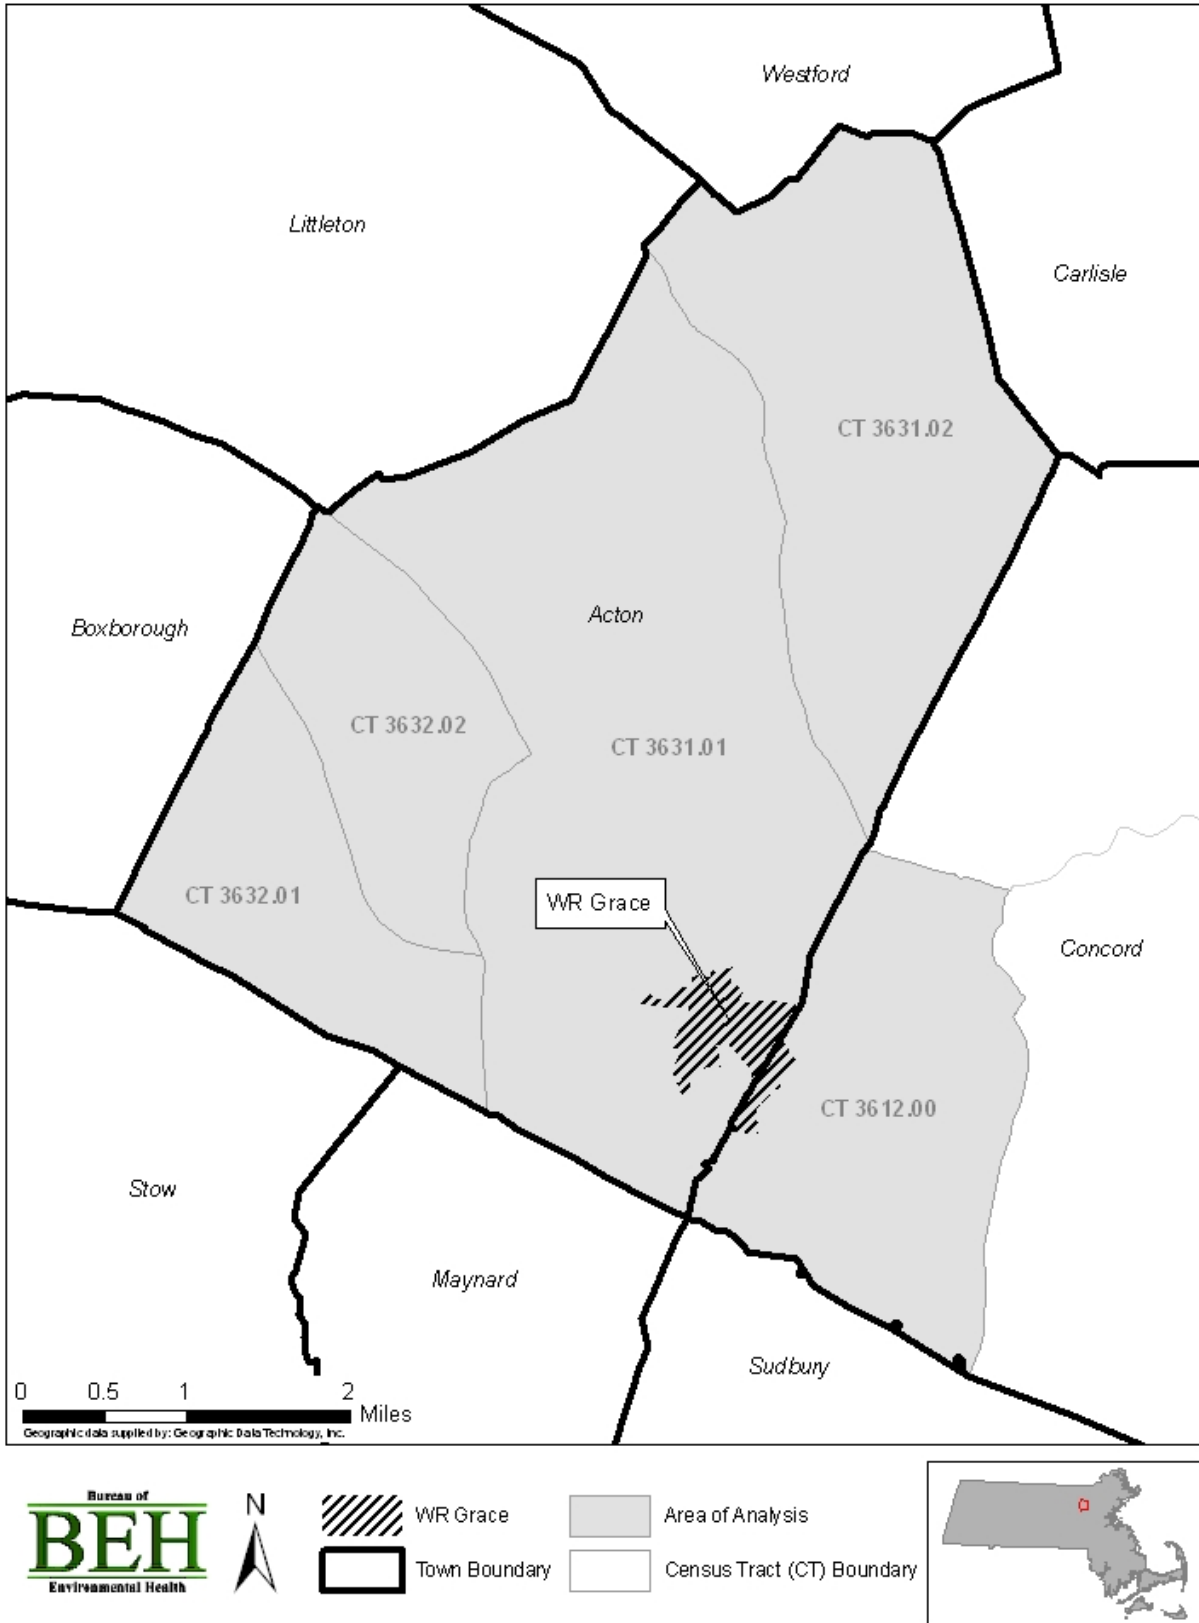 Westford
Littleton
Carlisle
CT 3631.02
Acton
Boxborough
CT 3632.02
CT 3631.01
CT 3632.01
WR Grace
Concord
CT 3612.00
Stow
Maynard
Sudbury
0 0.5 1 2
Miles
Geographic data supplied by: Geographic Data Technology, Inc.
Bureau of
BEH
Environmental Health
N
WR Grace
Area of Analysis
Town Boundary
Census Tract (CT) Boundary